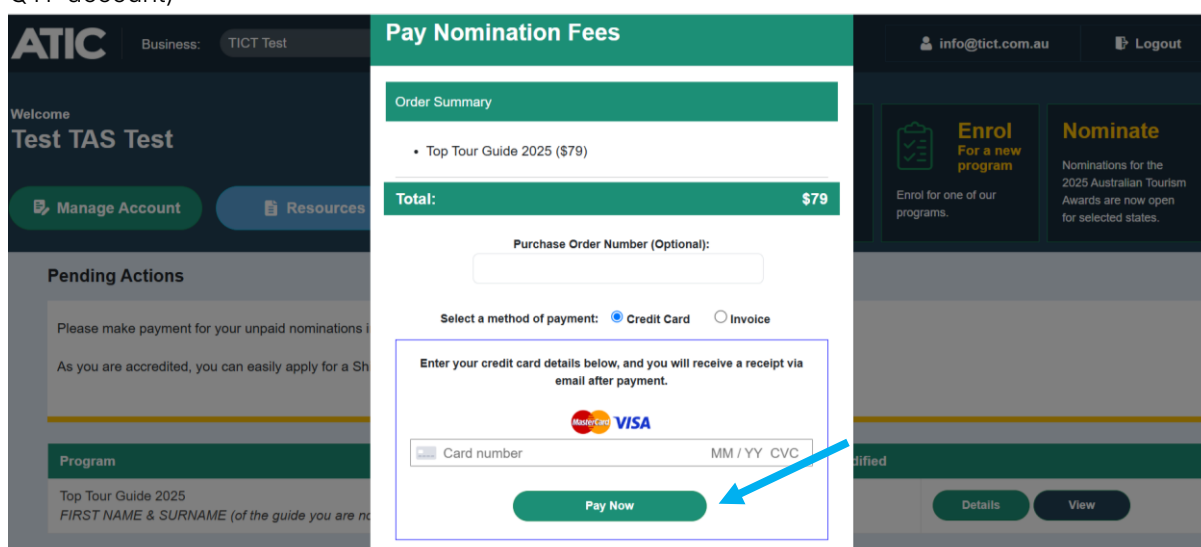 ATIC
Business: TICT Test
Pay Nomination Fees
info@tict.com.au
Logout
Welcome
Test TAS Test
Manage Account
Resources
Order Summary
• Top Tour Guide 2025 ($79)
Total: $79
Enrol
For a new
program
Enrol for one of our
programs.
Nominate
Nominations for the
2025 Australian Tourism
Awards are now open
for selected states.
Purchase Order Number (Optional):
Select a method of payment: Credit Card Invoice
Enter your credit card details below, and you will receive a receipt via
email after payment.
MasterCard VISA
Card number MM / YY CVC
Pay Now
Pending Actions
Please make payment for your unpaid nominations
As you are accredited, you can easily apply for a
Program
Top Tour Guide 2025
FIRST NAME & SURNAME (of the guide you are
Details
View